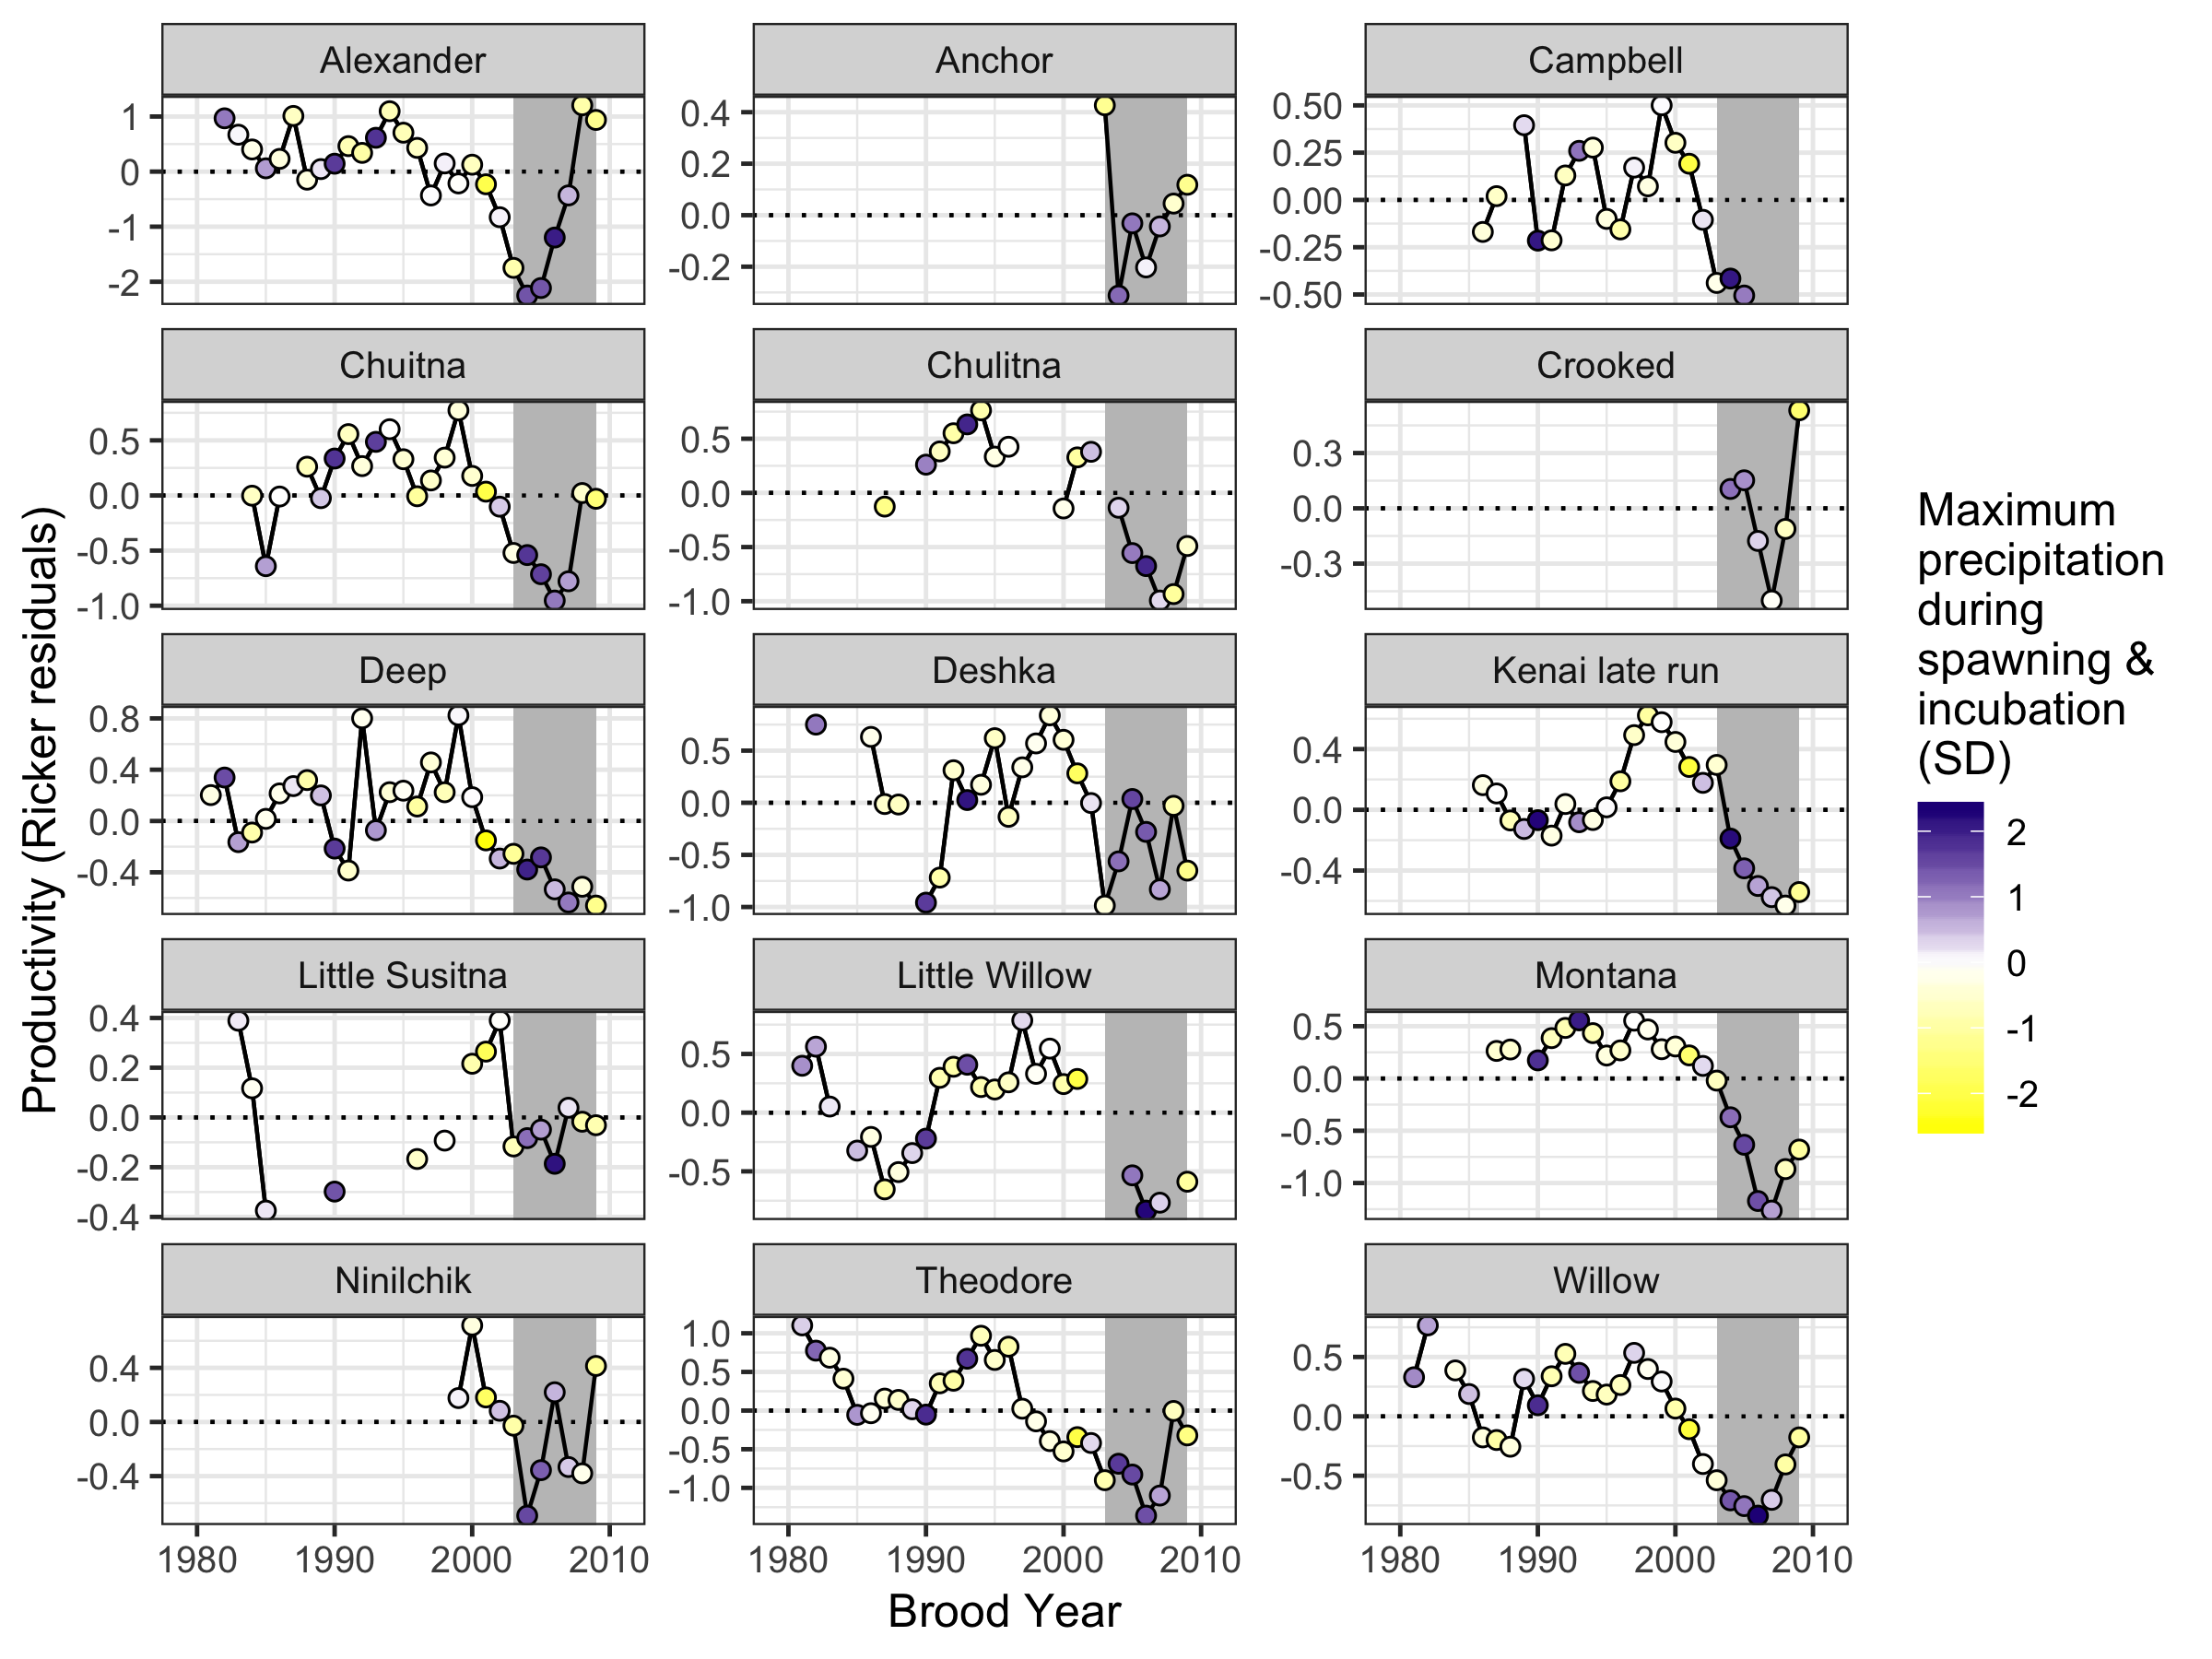 Alexander
Anchor
Campbell
1
0
-1
-2
0.4
0.2
0.0
-0.2
0.50
0.25
0.00
-0.25
-0.50
Chuitna
Chulitna
Crooked
0.5
0.0
-0.5
-1.0
0.5
0.0
-0.5
-1.0
0.3
0.0
-0.3
Deep
Deshka
Kenai late run
0.8
0.4
0.0
-0.4
0.5
0.0
-0.5
-1.0
0.4
0.0
-0.4
Little Susitna
Little Willow
Montana
0.4
0.2
0.0
-0.2
-0.4
0.5
0.0
-0.5
0.5
0.0
-0.5
-1.0
Ninilchik
Theodore
Willow
0.4
0.0
-0.4
1.0
0.5
0.0
-0.5
-1.0
0.5
0.0
-0.5
1980 1990 2000 2010
1980 1990 2000 2010
1980 1990 2000 2010
Brood Year
Productivity (Ricker residuals)
Maximum
precipitation
during
spawning &
incubation
(SD)
2
1
0
-1
-2